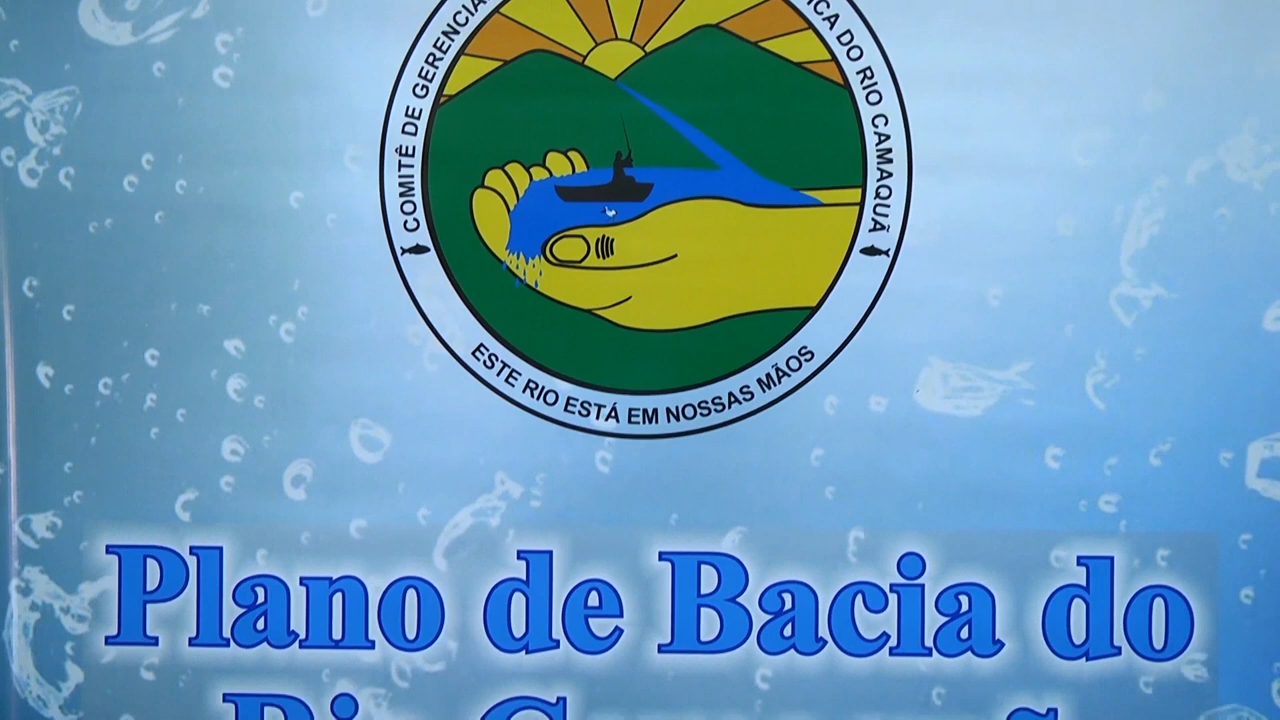 COMITÊ DE GERENCIA
ICA DO RIO CAMAQUÃ
ESTE RIO ESTÁ EM NOSSAS MÃOS
Plano de Bacia do